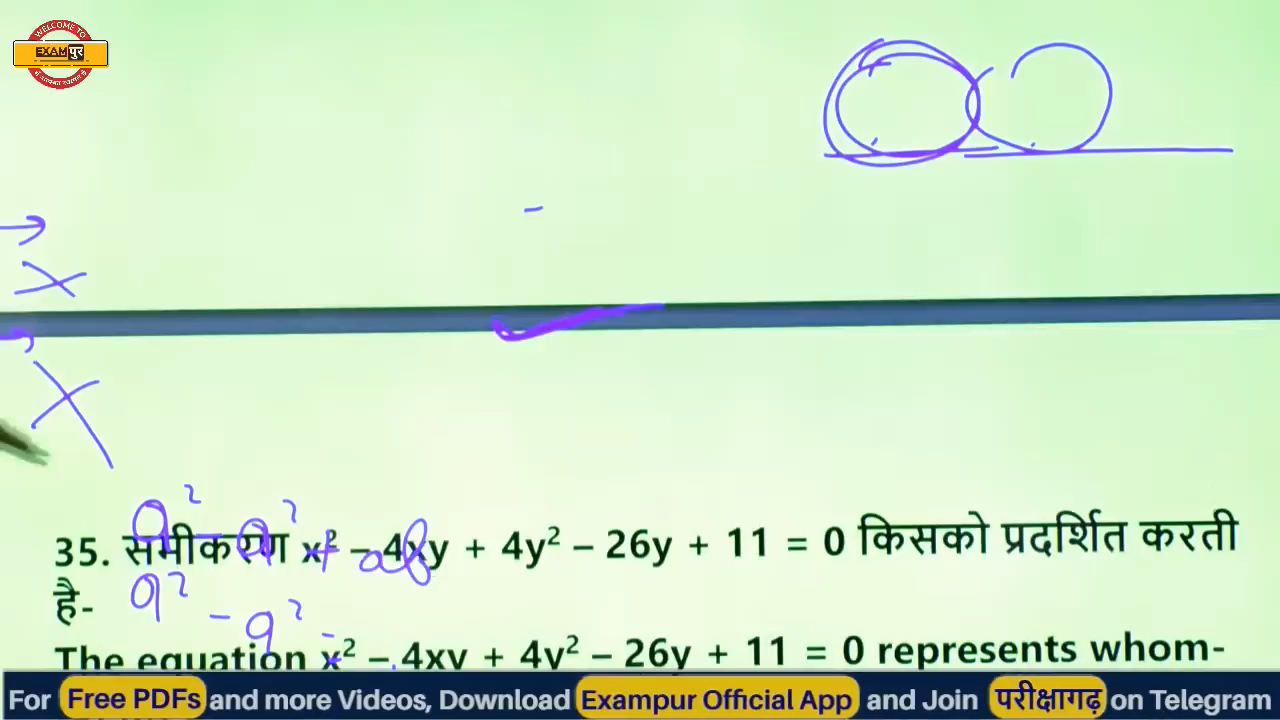 WELCOME TO
EXAMपुर
35. समीकरण x² – 4xy + 4y² – 26y + 11 = 0 किसको प्रदर्शित करती
है-
The equation x² – 4xy + 4y² – 26y + 11 = 0 represents whom-
For Free PDFs and more Videos, Download Exampur Official App and Join परीक्षागढ़ on Telegram